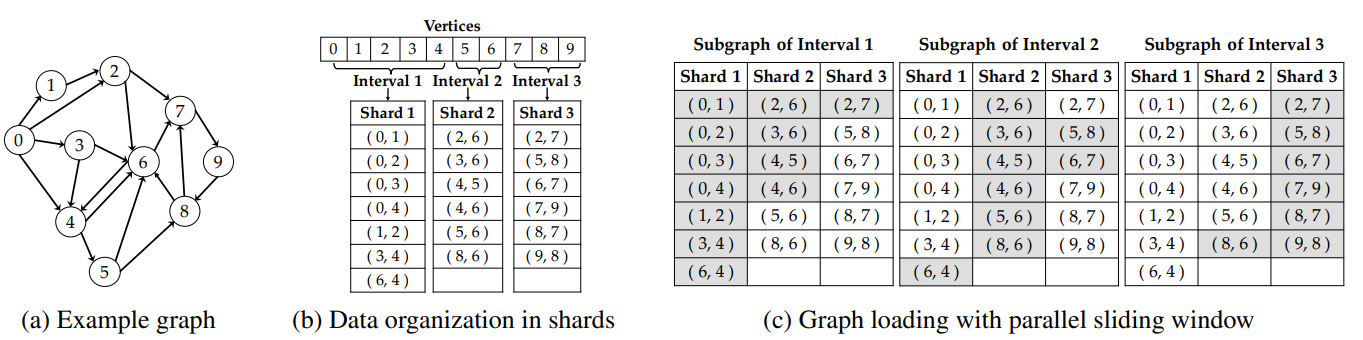 1
2
7
0
3
6
9
4
8
5
(a) Example graph
Vertices
0 1 2 3 4 5 6 7 8 9
Interval 1 Interval 2 Interval 3
Shard 1 Shard 2 Shard 3
( 0, 1 ) ( 2, 6 ) ( 2, 7 )
( 0, 2 ) ( 3, 6 ) ( 5, 8 )
( 0, 3 ) ( 4, 5 ) ( 6, 7 )
( 0, 4 ) ( 4, 6 ) ( 7, 9 )
( 1, 2 ) ( 5, 6 ) ( 8, 7 )
( 3, 4 ) ( 8, 6 ) ( 9, 8 )
( 6, 4 )
(b) Data organization in shards
Subgraph of Interval 1 Subgraph of Interval 2 Subgraph of Interval 3
Shard 1 Shard 2 Shard 3 Shard 1 Shard 2 Shard 3 Shard 1 Shard 2 Shard 3
( 0, 1 ) ( 2, 6 ) ( 2, 7 ) ( 0, 1 ) ( 2, 6 ) ( 2, 7 ) ( 0, 1 ) ( 2, 6 ) ( 2, 7 )
( 0, 2 ) ( 3, 6 ) ( 5, 8 ) ( 0, 2 ) ( 3, 6 ) ( 5, 8 ) ( 0, 2 ) ( 3, 6 ) ( 5, 8 )
( 0, 3 ) ( 4, 5 ) ( 6, 7 ) ( 0, 3 ) ( 4, 5 ) ( 6, 7 ) ( 0, 3 ) ( 4, 5 ) ( 6, 7 )
( 0, 4 ) ( 4, 6 ) ( 7, 9 ) ( 0, 4 ) ( 4, 6 ) ( 7, 9 ) ( 0, 4 ) ( 4, 6 ) ( 7, 9 )
( 1, 2 ) ( 5, 6 ) ( 8, 7 ) ( 1, 2 ) ( 5, 6 ) ( 8, 7 ) ( 1, 2 ) ( 5, 6 ) ( 8, 7 )
( 3, 4 ) ( 8, 6 ) ( 9, 8 ) ( 3, 4 ) ( 8, 6 ) ( 9, 8 ) ( 3, 4 ) ( 8, 6 ) ( 9, 8 )
( 6, 4 ) ( 6, 4 ) ( 6, 4 )
(c) Graph loading with parallel sliding window